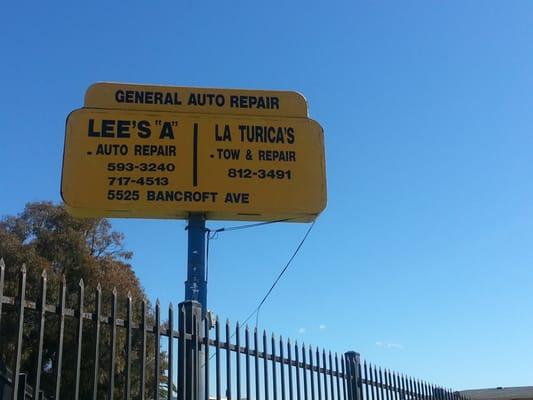 GENERAL AUTO REPAIR
LEE'S "A"
. AUTO REPAIR
593-3240
717-4513
LA TURICA'S
. TOW & REPAIR
812-3491
5525 BANCROFT AVE